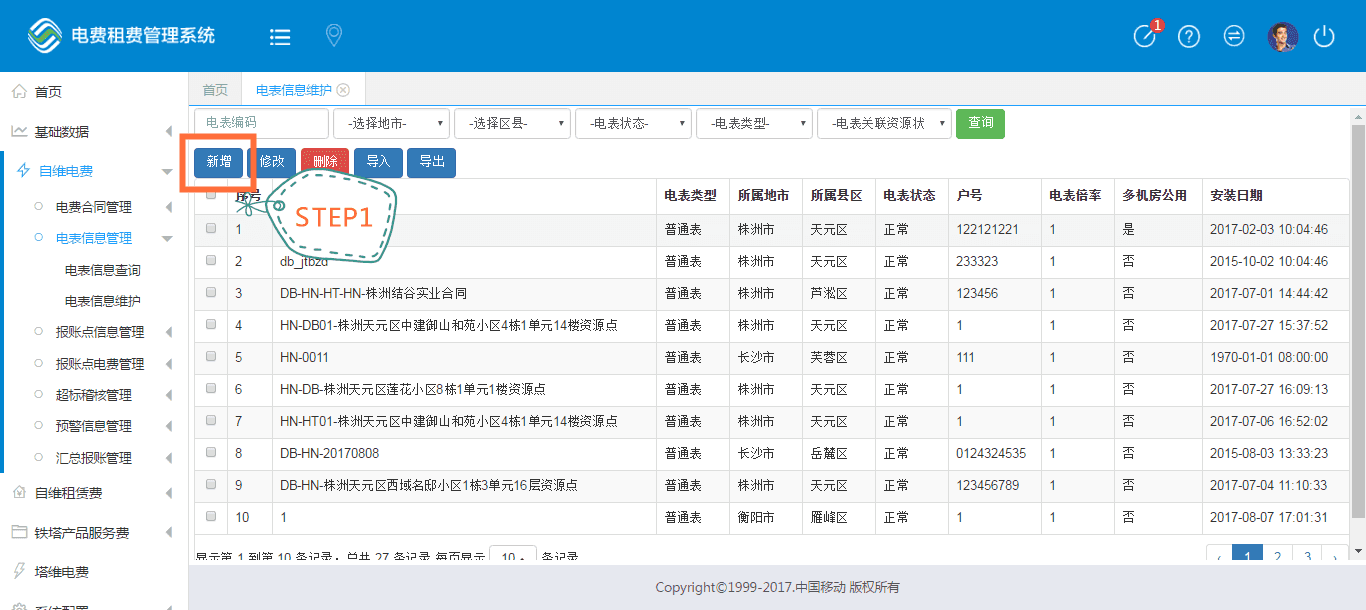 电费租费管理系统
1
首页
基础数据
自维电费
电费合同管理
电表信息管理
电表信息查询
电表信息维护
报账点信息管理
报账点电费管理
超标稽核管理
预警信息管理
汇总报账管理
自维租赁费
铁塔产品服务费
塔维电费
系统配置
首页 电表信息维护
电表编码 -选择地市- -选择区县- -电表状态- -电表类型- -电表关联资源状 查询
新增 修改 删除 导入 导出
STEP1
序号 电表类型 所属地市 所属县区 电表状态 户号 电表倍率 多机房公用 安装日期
1 普通表 株洲市 天元区 正常 122121221 1 是 2017-02-03 10:04:46
2 db_jtbzd 普通表 株洲市 天元区 正常 233323 1 否 2015-10-02 10:04:46
3 DB-HN-HT-HN-株洲结谷实业合同 普通表 株洲市 芦淞区 正常 123456 1 否 2017-07-01 14:44:42
4 HN-DB01-株洲天元区中建御山和苑小区4栋1单元14楼资源点 普通表 株洲市 天元区 正常 1 1 否 2017-07-27 15:37:52
5 HN-0011 普通表 长沙市 芙蓉区 正常 111 1 否 1970-01-01 08:00:00
6 HN-DB-株洲天元区莲花小区8栋1单元1楼资源点 普通表 株洲市 天元区 正常 1 1 否 2017-07-27 16:09:13
7 HN-HT01-株洲天元区中建御山和苑小区4栋1单元14楼资源点 普通表 株洲市 天元区 正常 1 1 否 2017-07-06 16:52:02
8 DB-HN-20170808 普通表 长沙市 岳麓区 正常 0124324535 1 否 2015-08-03 13:33:23
9 DB-HN-株洲天元区西域名邸小区1栋3单元16层资源点 普通表 株洲市 天元区 正常 123456789 1 否 2017-07-04 11:10:33
10 1 普通表 衡阳市 雁峰区 正常 1 1 否 2017-08-07 17:01:31
显示第 1 到第 10 条记录，总共 27 条记录 每页显示 10 条记录 ‹ 1 2 3 ›
Copyright©1999-2017.中国移动 版权所有